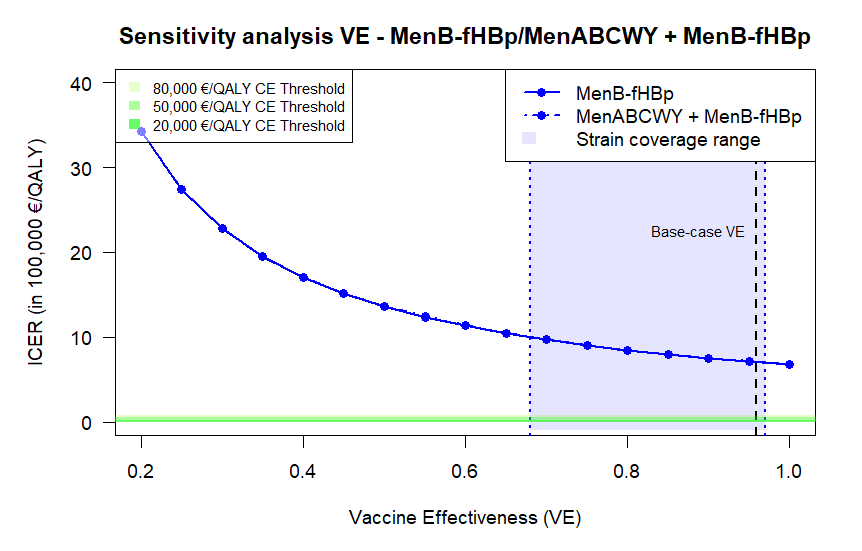 Sensitivity analysis VE - MenB-fHBp/MenABCWY + MenB-fHBp
80,000 €/QALY CE Threshold
50,000 €/QALY CE Threshold
20,000 €/QALY CE Threshold
MenB-fHBp
MenABCWY + MenB-fHBp
Strain coverage range
Base-case VE
ICER (in 100,000 €/QALY)
40
30
20
10
0
0.2 0.4 0.6 0.8 1.0
Vaccine Effectiveness (VE)